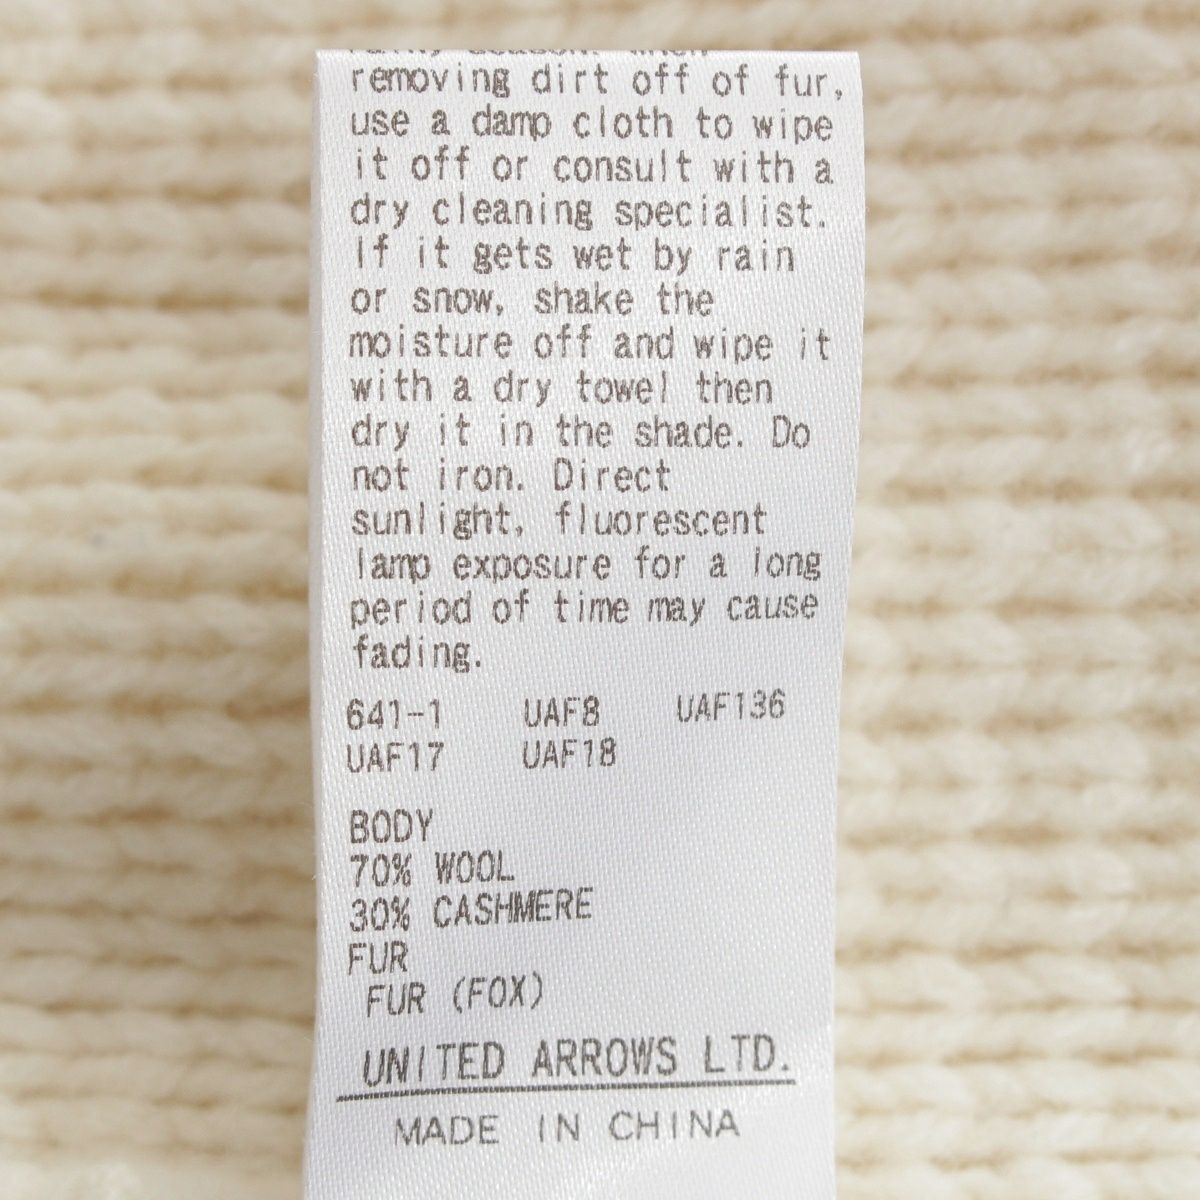 removing dirt off of fur,
use a damp cloth to wipe
it off or consult with a
dry cleaning specialist.
If it gets wet by rain
or snow, shake the
moisture off and wipe it
with a dry towel then
dry it in the shade. Do
not iron. Direct
sunlight, fluorescent
lamp exposure for a long
period of time may cause
fading.
641-1 UAF8 UAF136
UAF17 UAF18
BODY
70% WOOL
30% CASHMERE
FUR
FUR (FOX)
UNITED ARROWS LTD.
MADE IN CHINA